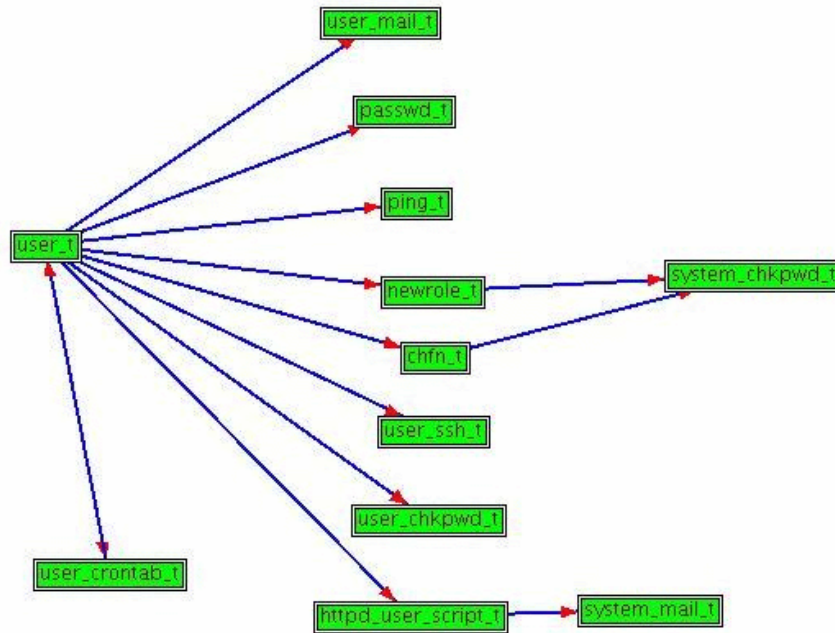 user_mail_t
passwd_t
ping_t
user_t
newrole_t
system_chkpwd_t
chfn_t
user_ssh_t
user_chkpwd_t
user_crontab_t
httpd_user_script_t
system_mail_t